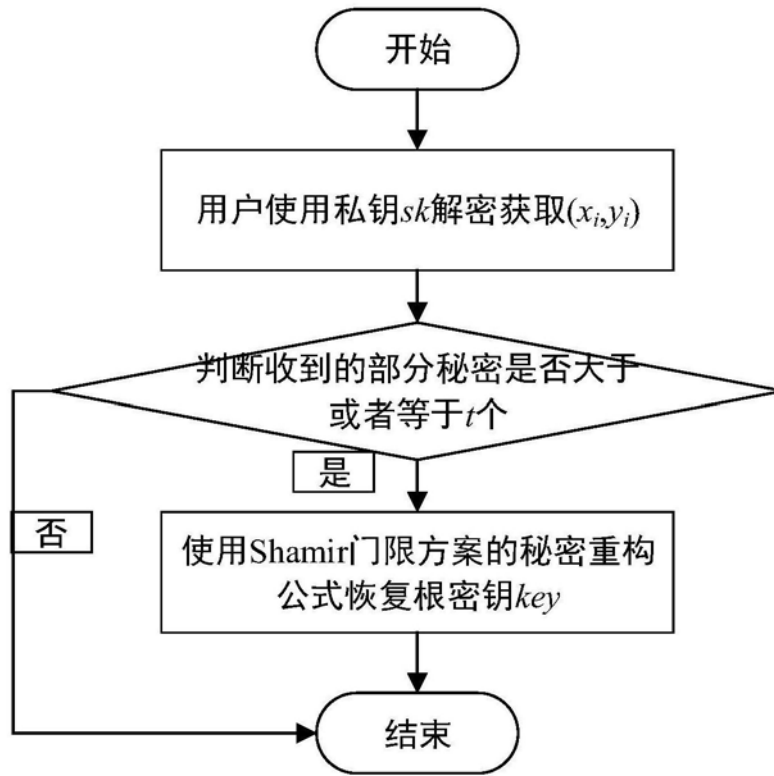 开始
用户使用私钥sk解密获取(xi,yi)
判断收到的部分秘密是否大于
或者等于t个
是
否
使用Shamir门限方案的秘密重构
公式恢复根密钥key
结束